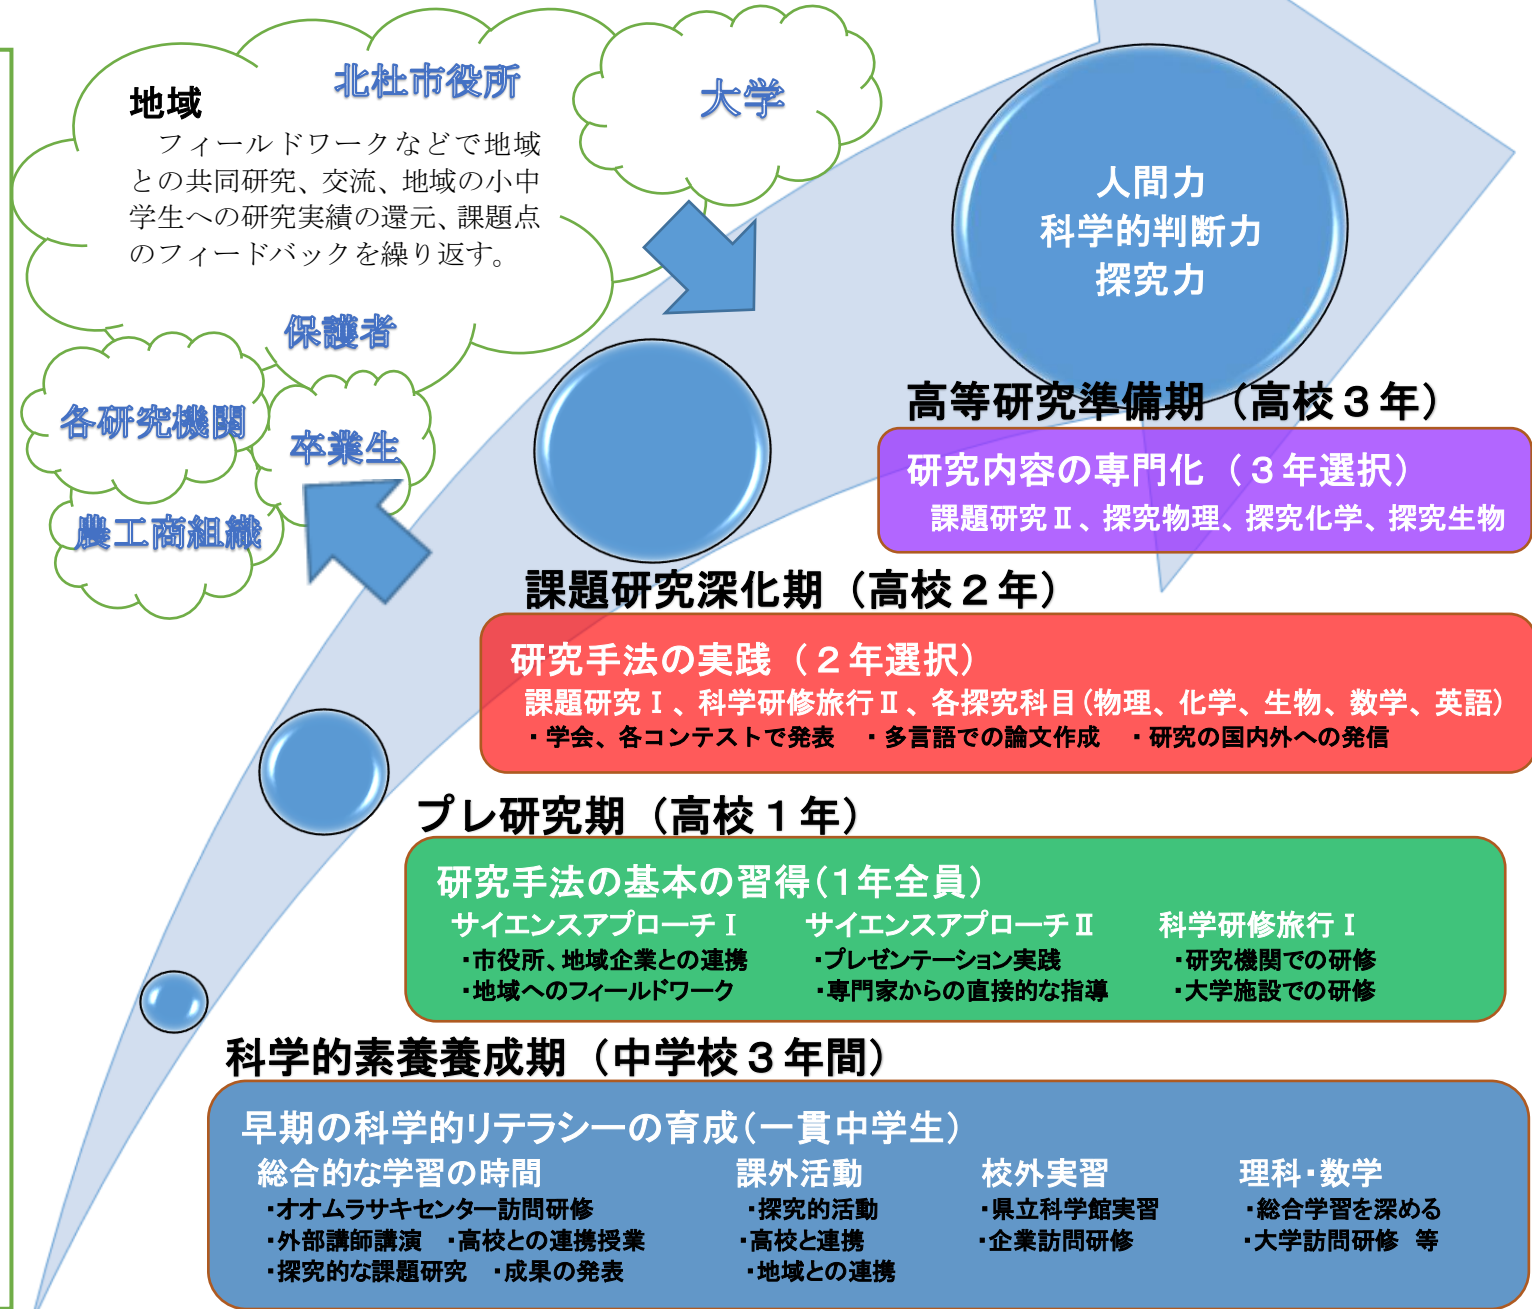 地域
北杜市役所
大学
フィールドワークなどで地域
との共同研究、交流、地域の小中
学生への研究実績の還元、課題点
のフィードバックを繰り返す。
保護者
各研究機関
卒業生
農工商組織
人間力
科学的判断力
探究力
高等研究準備期（高校３年）
研究内容の専門化（３年選択）
課題研究Ⅱ、探究物理、探究化学、探究生物
課題研究深化期（高校２年）
研究手法の実践（２年選択）
課題研究Ⅰ、科学研修旅行Ⅱ、各探究科目(物理、化学、生物、数学、英語)
・学会、各コンテストで発表　・多言語での論文作成　・研究の国内外への発信
プレ研究期（高校１年）
研究手法の基本の習得(1年全員)
サイエンスアプローチⅠ　サイエンスアプローチⅡ　科学研修旅行Ⅰ
・市役所、地域企業との連携　・プレゼンテーション実践　・研究機関での研修
・地域へのフィールドワーク　・専門家からの直接的な指導　・大学施設での研修
科学的素養養成期（中学校３年間）
早期の科学的リテラシーの育成(一貫中学生)
総合的な学習の時間　課外活動　校外実習　理科・数学
・オオムラサキセンター訪問研修　・探究的活動　・県立科学館実習　・総合学習を深める
・外部講師講演　・高校との連携授業　・高校と連携　・企業訪問研修　・大学訪問研修　等
・探究的な課題研究　・成果の発表　・地域との連携